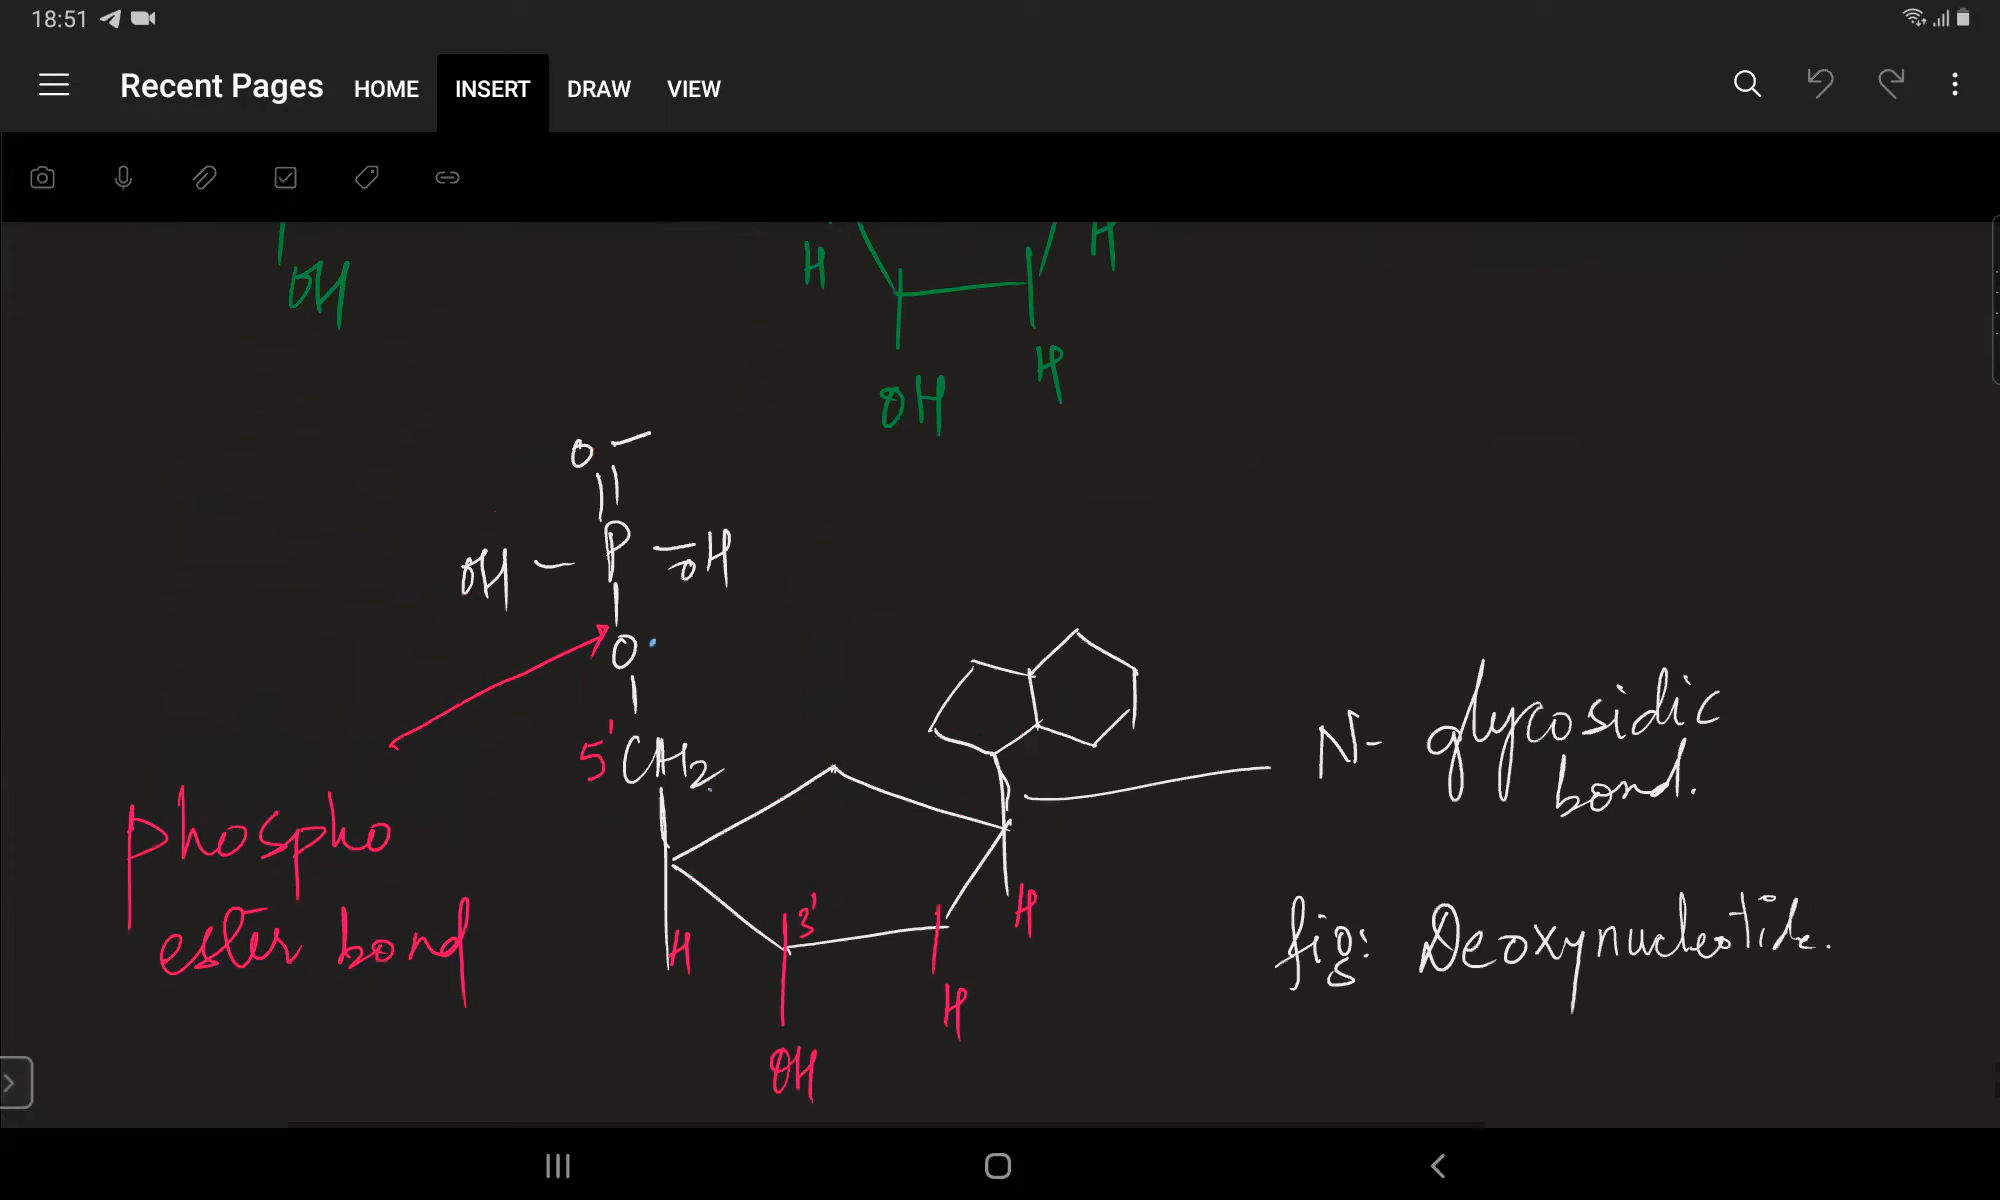 18:51
Recent Pages HOME INSERT DRAW VIEW
H H
OH
H
OH
O
P
OH OH
O
5' CH2
N- glycosidic
bond.
phospho
ester bond
3'
H
H
H
OH
fig: Deoxynucleotide.